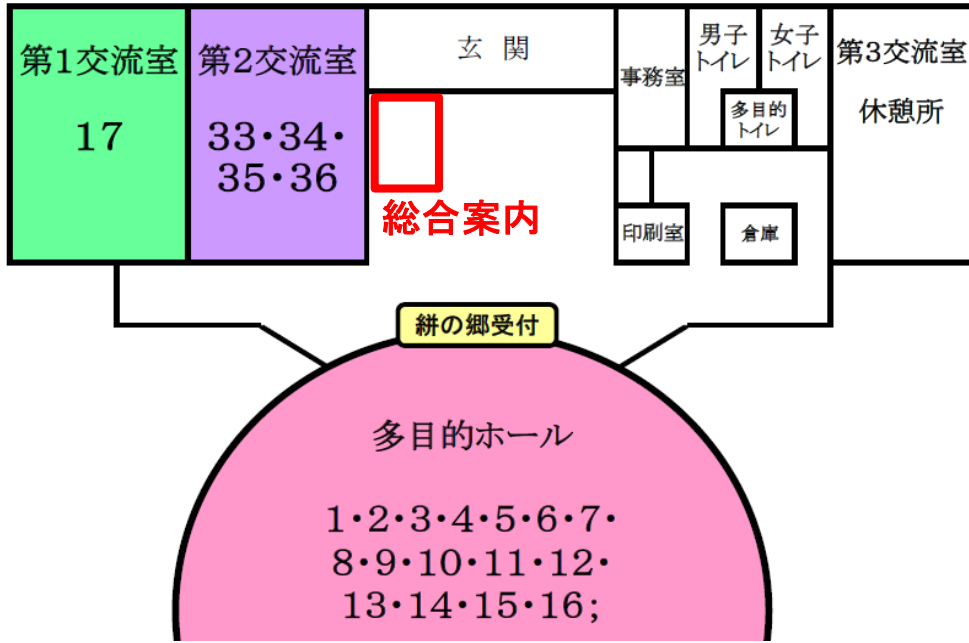 第1交流室
17
第2交流室
33・34・
35・36
玄 関
総合案内
事務室
男子
トイレ
女子
トイレ
多目的
トイレ
第3交流室
休憩所
印刷室
倉庫
絣の郷受付
多目的ホール
1・2・3・4・5・6・7・
8・9・10・11・12・
13・14・15・16;